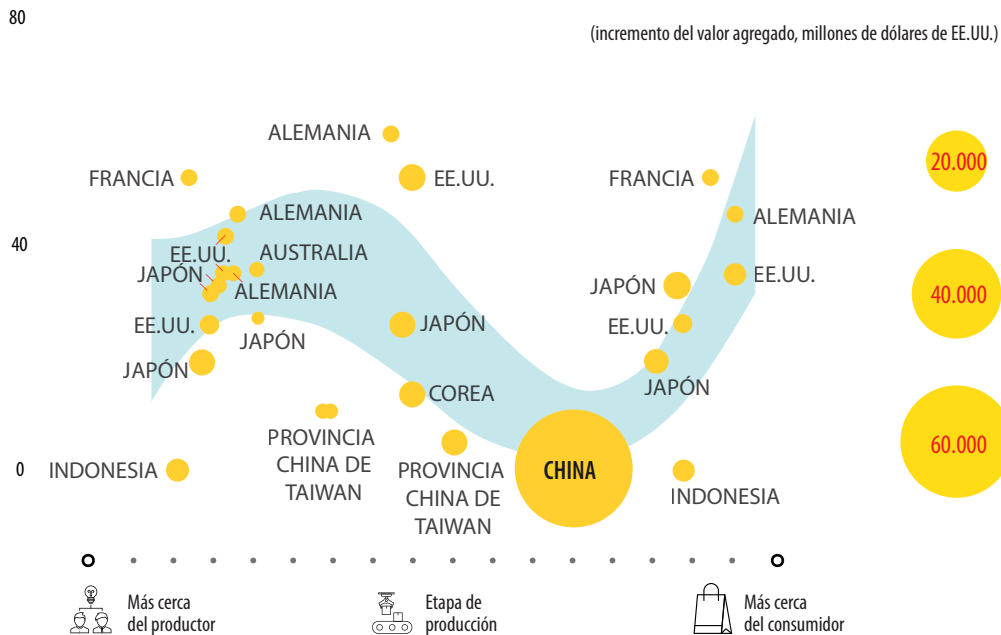 80
(incremento del valor agregado, millones de dólares de EE.UU.)
ALEMANIA
20.000
FRANCIA
EE.UU.
FRANCIA
ALEMANIA
ALEMANIA
40
EE.UU.
AUSTRALIA
JAPÓN
ALEMANIA
JAPÓN
EE.UU.
40.000
EE.UU.
JAPÓN
JAPÓN
EE.UU.
JAPÓN
JAPÓN
COREA
PROVINCIA
CHINA DE
TAIWAN
PROVINCIA
CHINA DE
TAIWAN
60.000
0
INDONESIA
CHINA
INDONESIA
Más cerca
del productor
Etapa de
producción
Más cerca
del consumidor